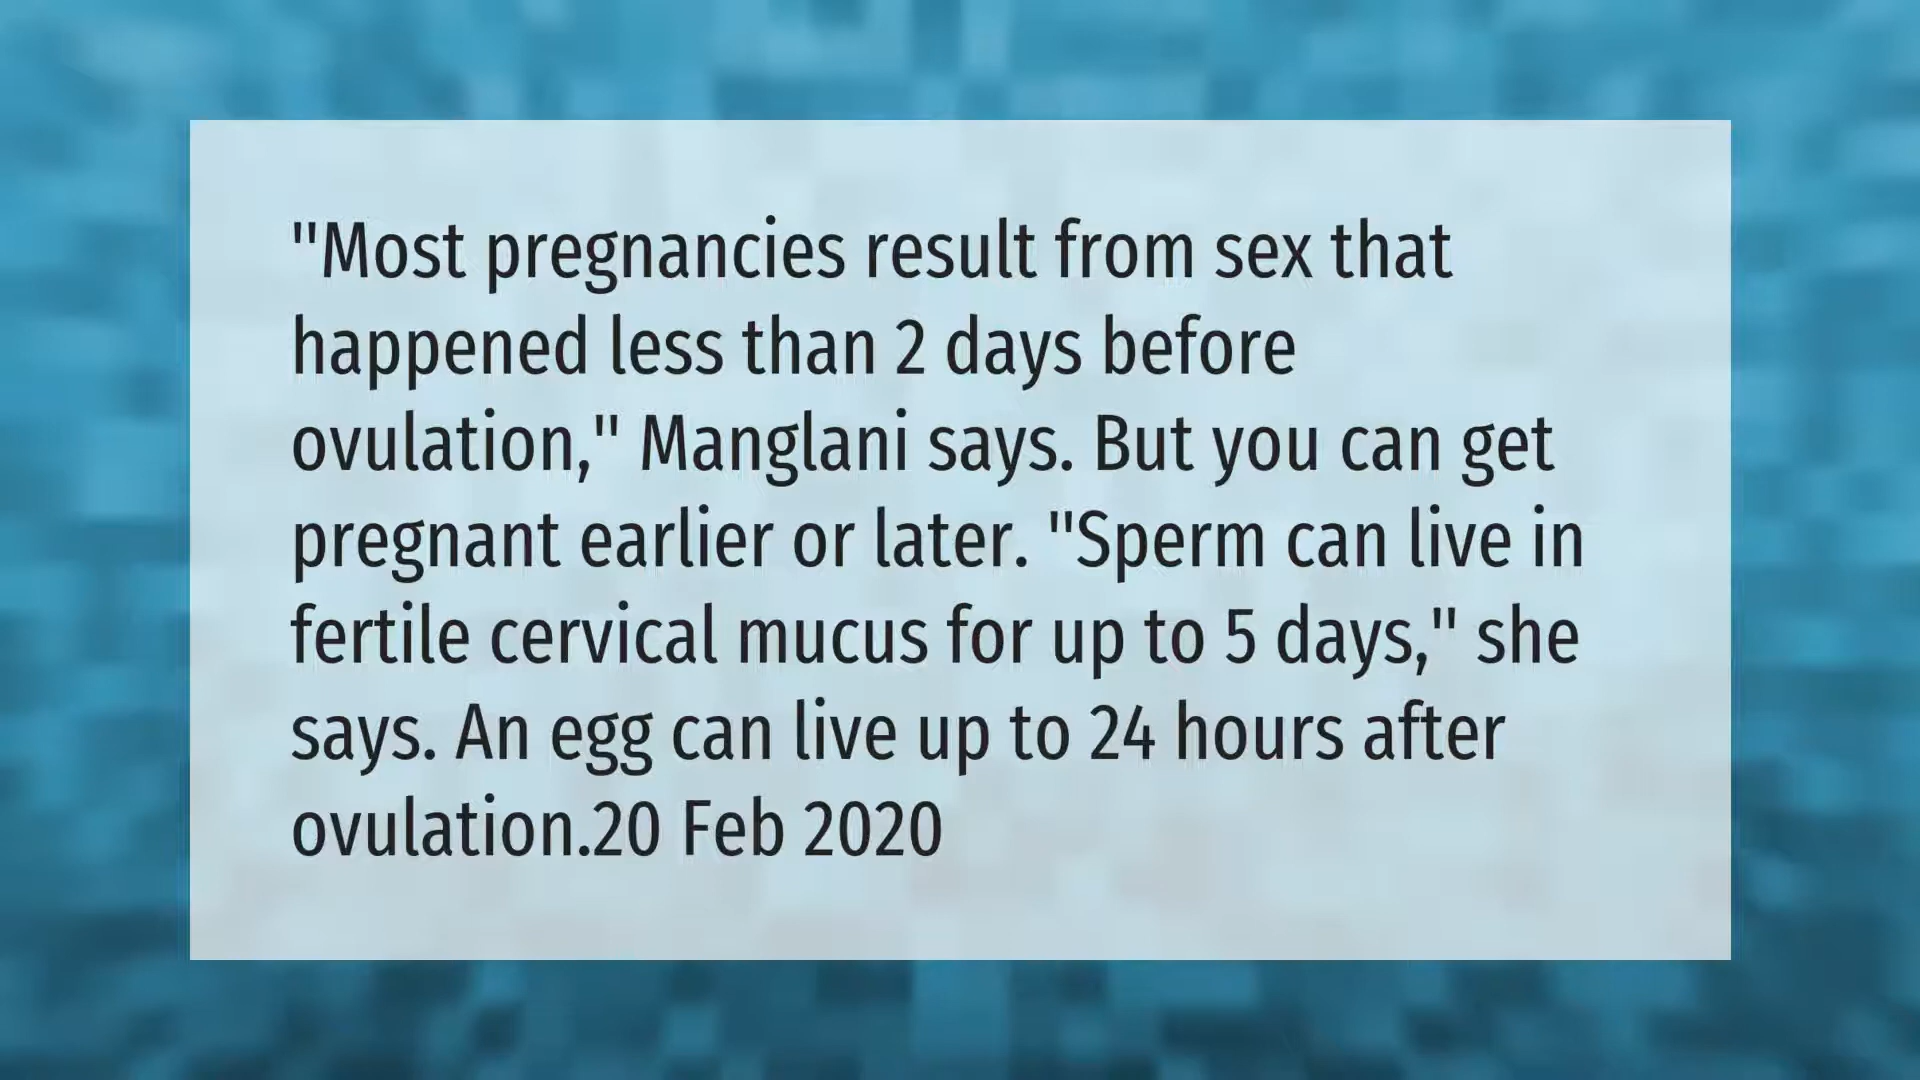 "Most pregnancies result from sex that
happened less than 2 days before
ovulation," Manglani says. But you can get
pregnant earlier or later. "Sperm can live in
fertile cervical mucus for up to 5 days," she
says. An egg can live up to 24 hours after
ovulation.20 Feb 2020